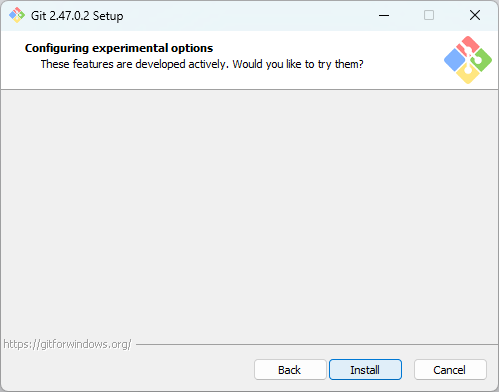 Git 2.47.0.2 Setup
Configuring experimental options
These features are developed actively. Would you like to try them?
https://gitforwindows.org/
Back Install Cancel